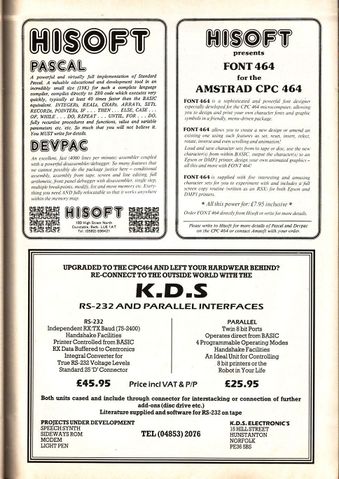 HISOFT
PASCAL
A powerful and virtually full implementation of Standard
Pascal. A valuable educational and development tool in an
incredibly small size (19K) for such a complete language
compiler, compiles directly to Z80 code which executes very
quickly, typically at least 40 times faster than the BASIC
equivalent. INTEGERs, REALs, CHARs, ARRAYs, SETs,
RECORDs, POINTERs, IF . . THEN . . ELSE, CASE . .
OF, WHILE . . DO, REPEAT . . UNTIL, FOR . . DO,
fully recursive procedures and functions, value and variable
parameters etc. etc. So much that you will not believe it.
You MUST write for details.
DEVPAC
An excellent, fast (4000 lines per minute) assembler coupled
with a powerful disassembler/debugger. So many features that
we cannot possibly do the package justice here – conditional
assembly, assembly from tape, screen and line editing, full
arithmetic, front panel debugger with disassembler, single step,
multiple breakpoints, modify, list and move memory etc. Every-
thing you need AND fully relocatable so that it works anywhere
within the memory map.
HISOFT
180 High Street North
Dunstable, Beds. LU6 1AT
HISOFT
presents
FONT 464
for the
AMSTRAD CPC 464
FONT464 is a sophisticated and powerful font designer
especially developed for the CPC 464 microcomputer, allowing
you to design and print your own character fonts and graphic
symbols in a friendly, menu-driven package.
FONT464 allows you to create a new design or amend an
existing one using such features as set, reset, insert, relect,
rotate, inverse and even scrolling and animation!
Load and save character sets from tape or disc, use the new
character(s) from within BASIC, output the character(s) to an
Epson or DMP1 printer, design your own animated graphics –
all this and more with FONT464!
FONT464 is supplied with five interesting and amusing
character sets for you to experiment with and includes a full
screen copy routine (written as an RSX) for both Epson and
DMP1 printers.
* all this power for: £7.95 inclusive *
Order FONT464 directly from Hisoft or write for more details.
Please write to Hisoft for more details of Pascal and Devpac
on the CPC 464 or contact Amsoft with your order.
UPGRADED TO THE CPC464 AND LEFT YOUR HARDWEAR BEHIND?
RE-CONNECT TO THE OUTSIDE WORLD WITH THE
K.D.S
RS-232 AND PARALLEL INTERFACES
RS-232
Independent RX:TX Baud (75-2400)
Handshake Facilities
Printer Controlled from BASIC
RX Data Buffered to Centronics
Integral Converter for
True RS-232 Voltage Levels
Standard 25 'D' Connector
PARALLEL
Twin 8 bit Ports
Operates direct from BASIC
4 Programmable Operating Modes
Handshake Facilities
An Ideal Unit for Controlling
8 bit printers or the
Robot in Your Life
£45.95 Price incl VAT & P/P £25.95
Both units cased and include through connector for interstacking or connection of further
add-ons (disc drive etc.)
Literature supplied and software for RS-232 on tape
PROJECTS UNDER DEVELOPMENT
SPEECH SYNTH
SIDEWAYS ROM
MODEM
LIGHT PEN
TEL (04853) 2076
K.D.S ELECTRONICS
15 HILL STREET
HUNSTANTON
NORFOLK
PE36 5BS